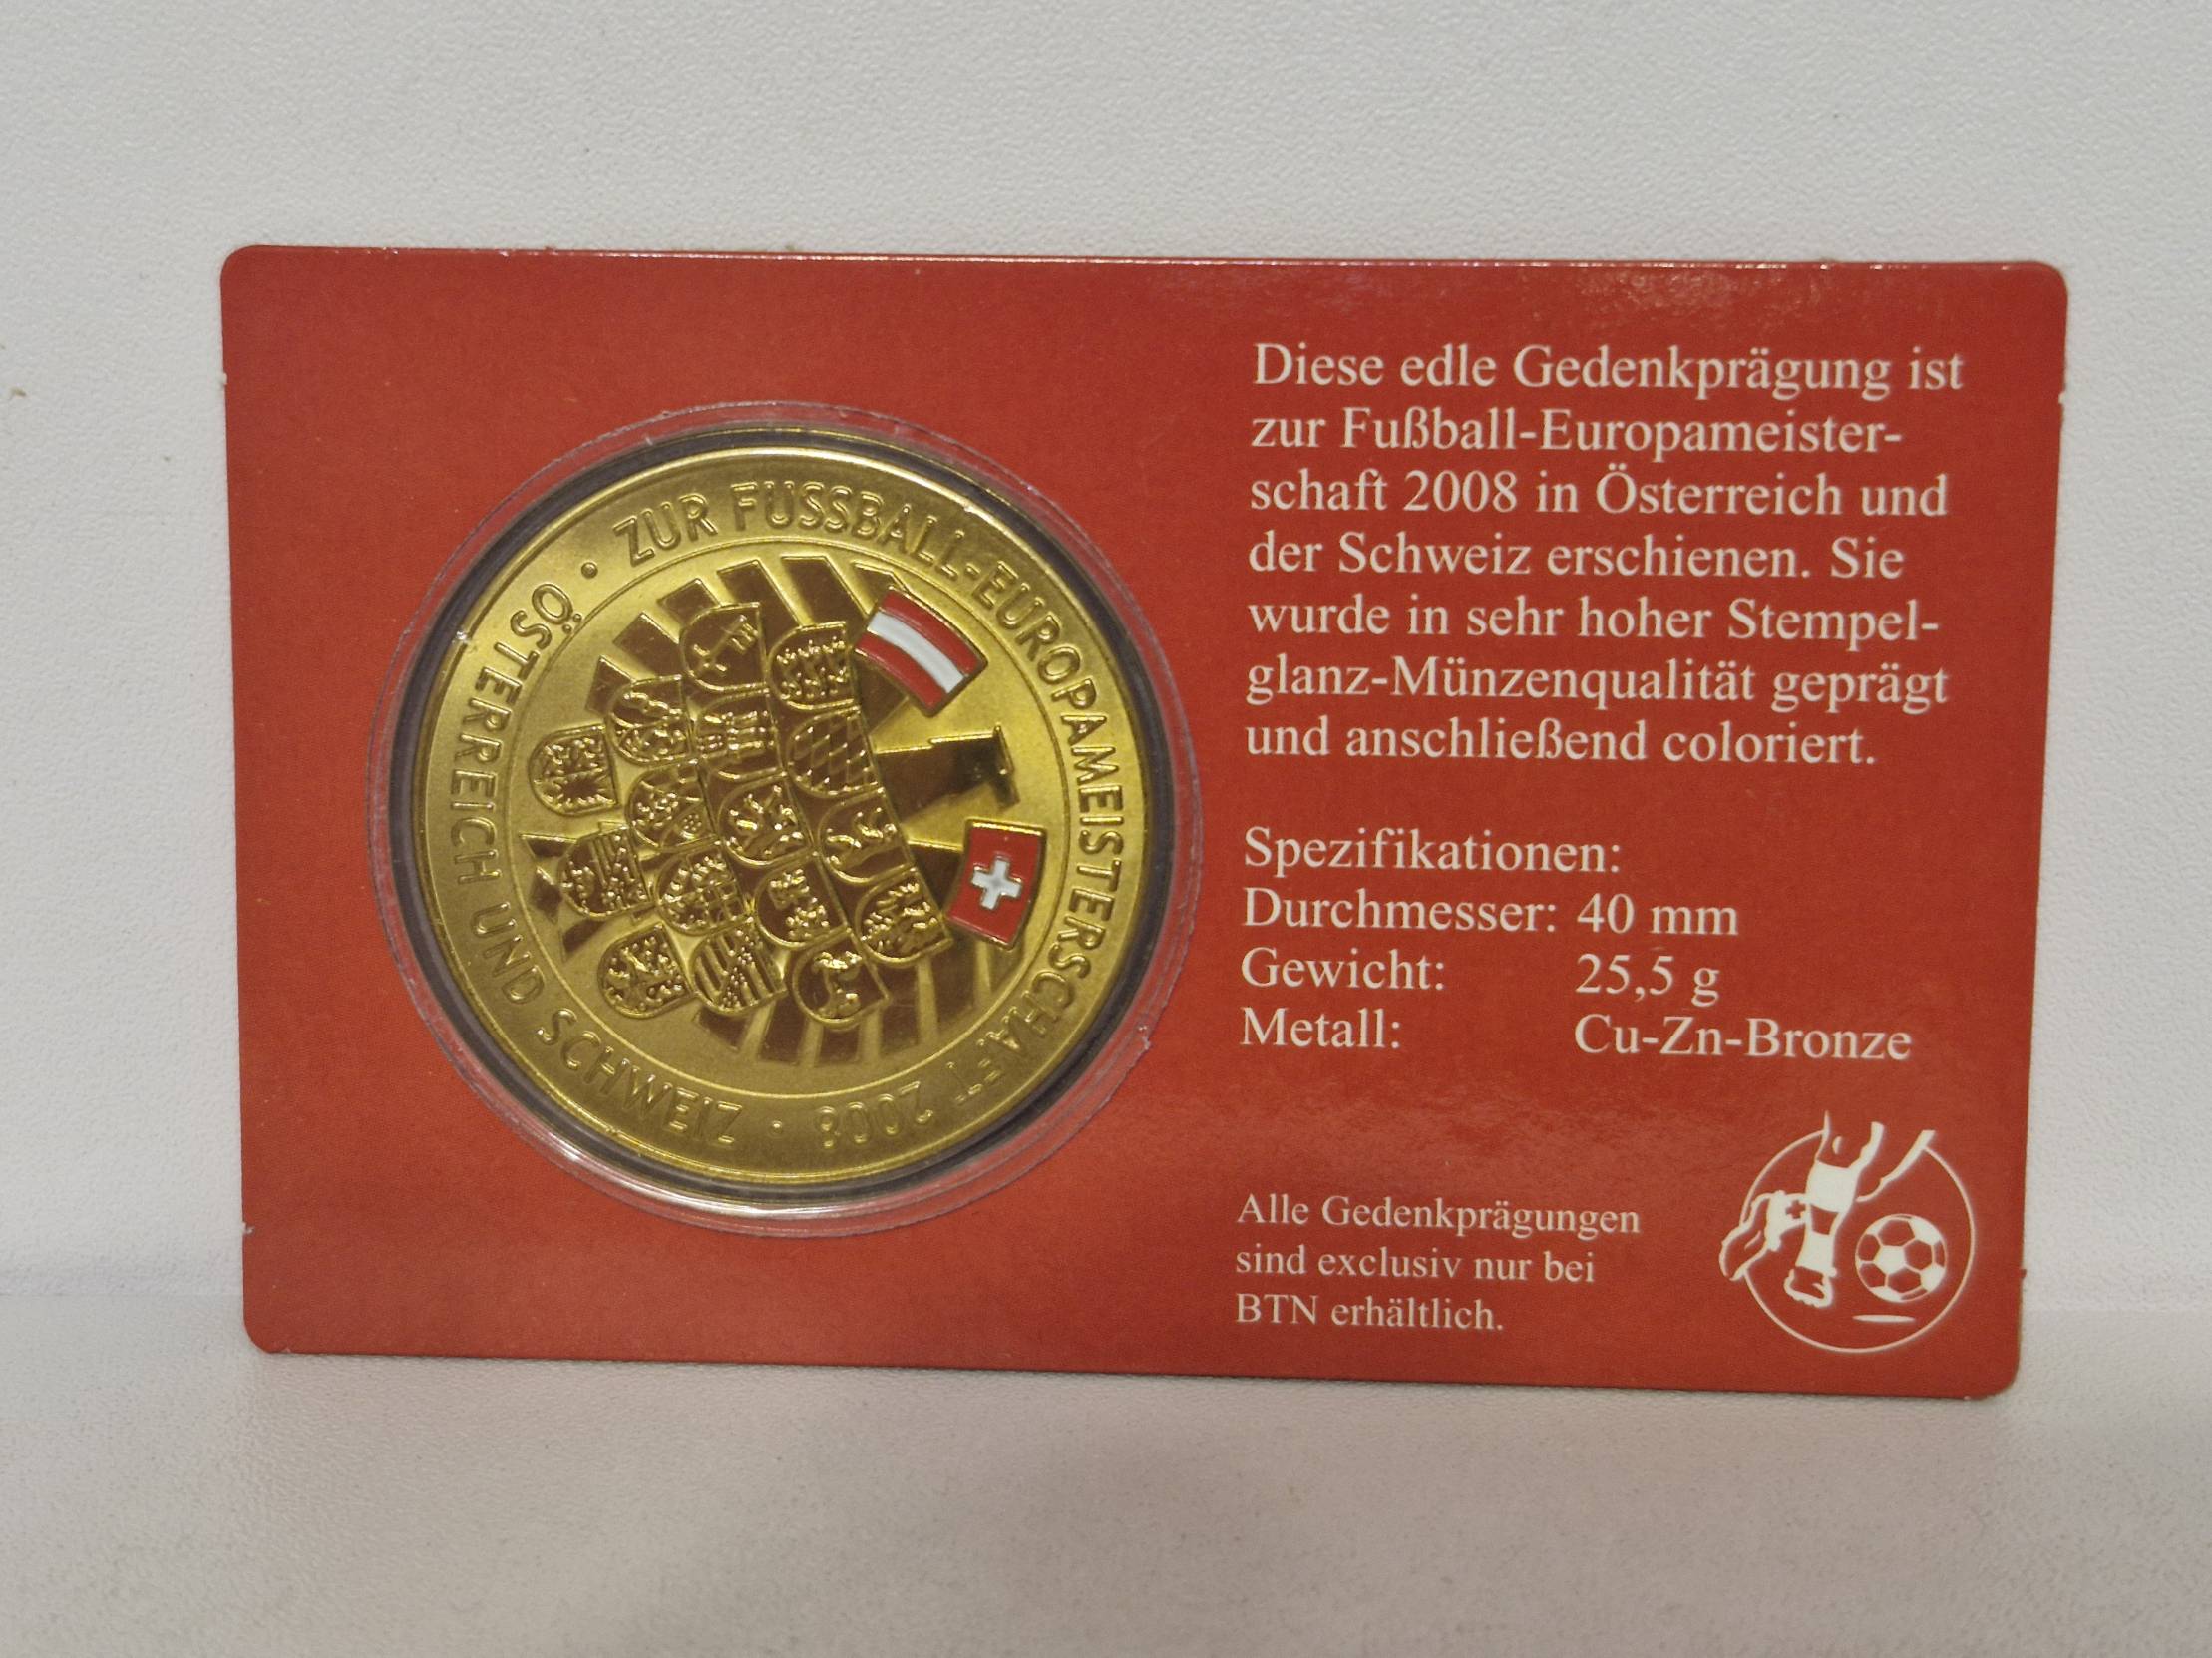 ZUR FUSSBALL-EUROPAMEISTERSCHAFT 2008 •
ÖSTERREICH UND SCHWEIZ •
Diese edle Gedenkprägung ist
zur Fußball-Europameister-
schaft 2008 in Österreich und
der Schweiz erschienen. Sie
wurde in sehr hoher Stempel-
glanz-Münzenqualität geprägt
und anschließend coloriert.
Spezifikationen:
Durchmesser: 40 mm
Gewicht: 25,5 g
Metall: Cu-Zn-Bronze
Alle Gedenkprägungen
sind exclusiv nur bei
BTN erhältlich.